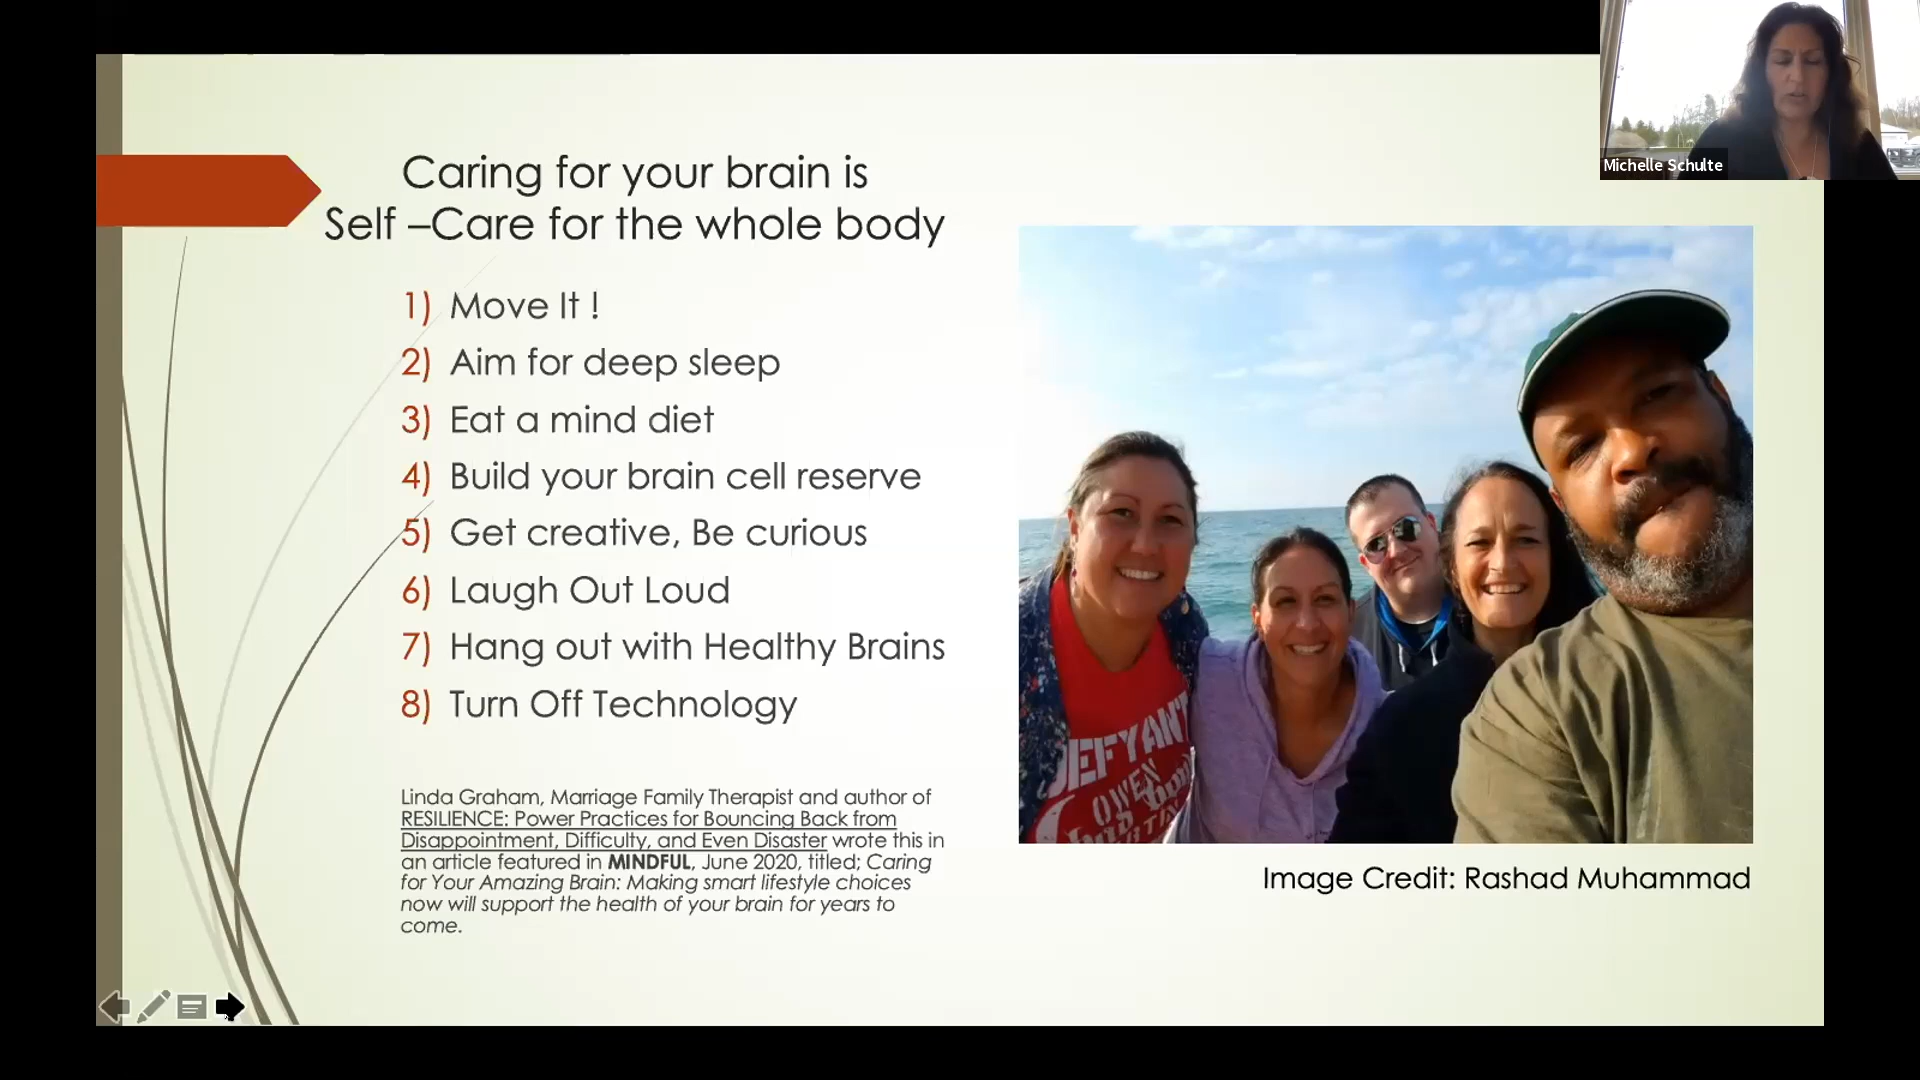 Michelle Schulte
Caring for your brain is
Self –Care for the whole body
1) Move It !
2) Aim for deep sleep
3) Eat a mind diet
4) Build your brain cell reserve
5) Get creative, Be curious
6) Laugh Out Loud
7) Hang out with Healthy Brains
8) Turn Off Technology
Linda Graham, Marriage Family Therapist and author of
RESILIENCE: Power Practices for Bouncing Back from
Disappointment, Difficulty, and Even Disaster wrote this in
an article featured in MINDFUL, June 2020, titled; Caring
for Your Amazing Brain: Making smart lifestyle choices
now will support the health of your brain for years to
come.
Image Credit: Rashad Muhammad